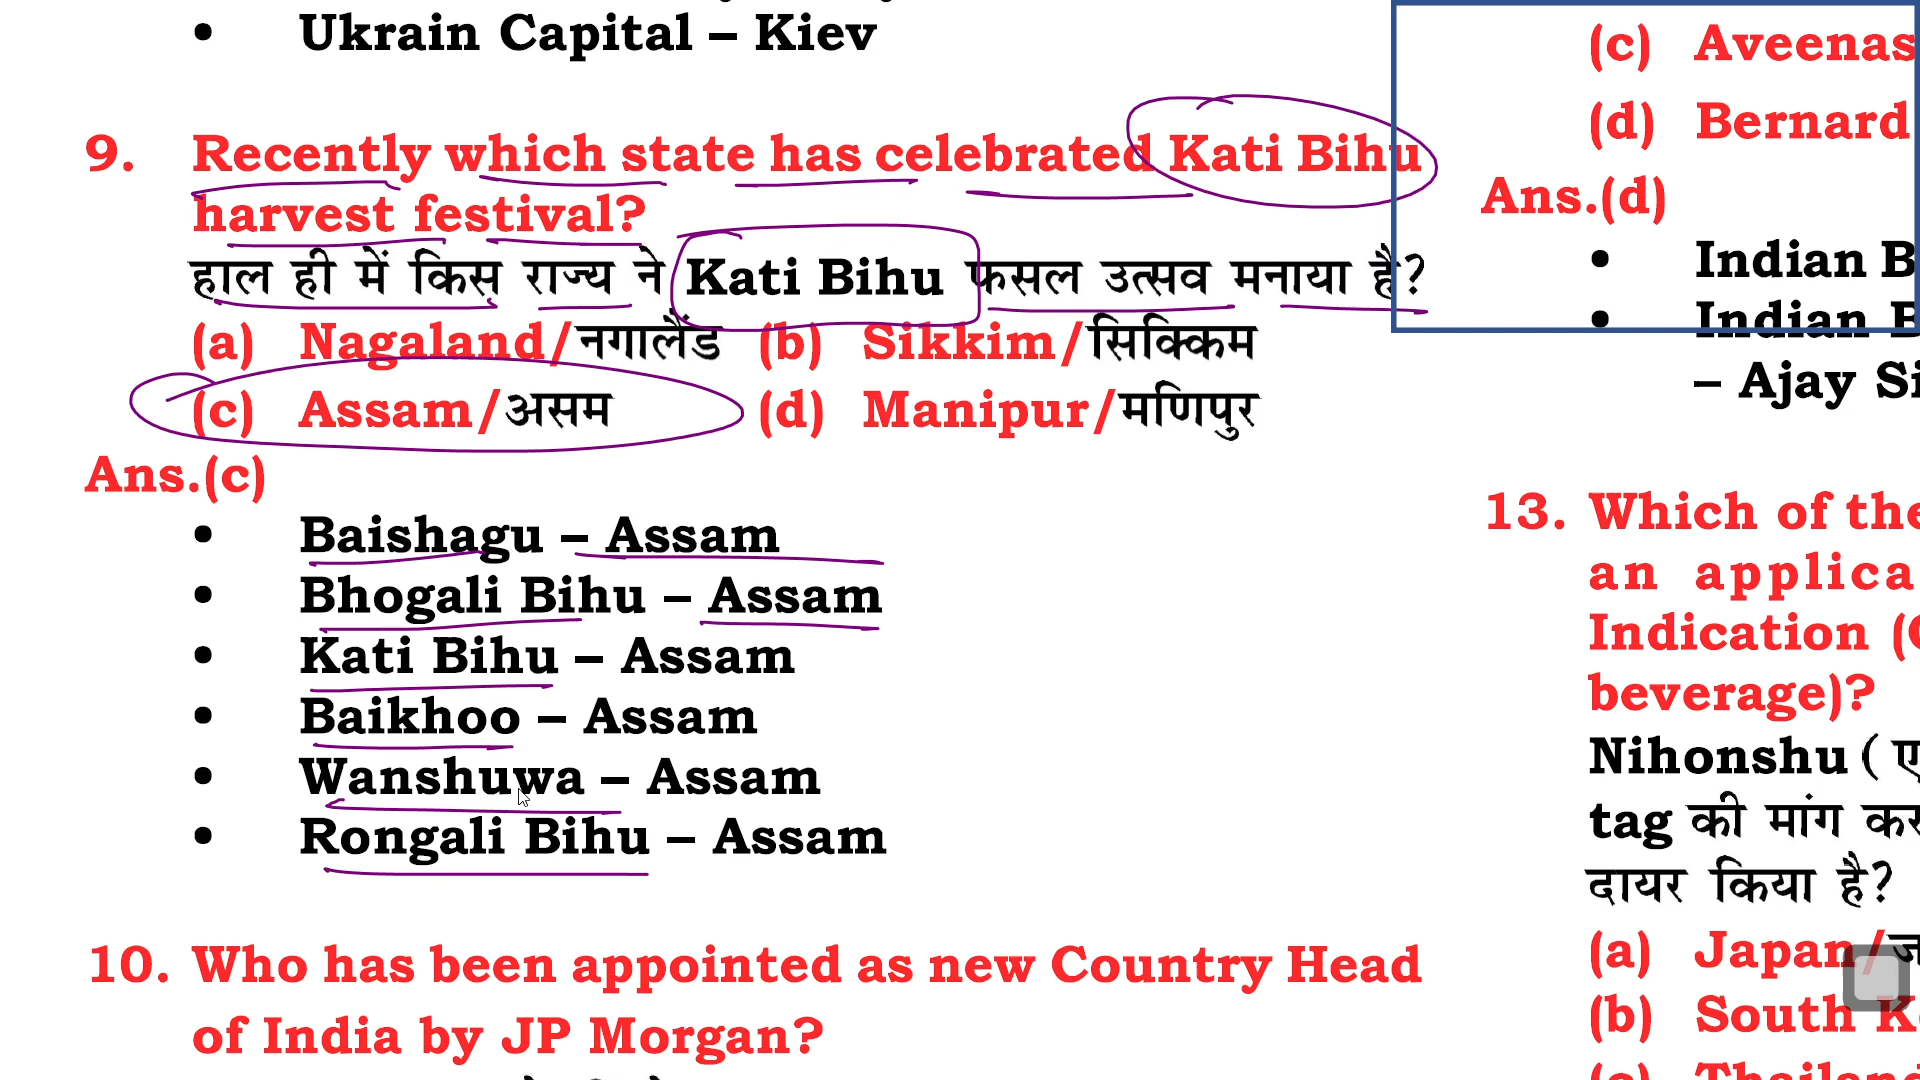 • Ukrain Capital – Kiev
9. Recently which state has celebrated Kati Bihu
harvest festival?
हाल ही में किस राज्य ने Kati Bihu फसल उत्सव मनाया है?
(a) Nagaland/नगालैंड (b) Sikkim/सिक्किम
(c) Assam/असम (d) Manipur/मणिपुर
Ans.(c)
• Baishagu – Assam
• Bhogali Bihu – Assam
• Kati Bihu – Assam
• Baikhoo – Assam
• Wanshuwa – Assam
• Rongali Bihu – Assam
10. Who has been appointed as new Country Head
of India by JP Morgan?
(c) Aveenas
(d) Bernard
Ans.(d)
• Indian B
• Indian B
– Ajay Si
13. Which of the
an applica
Indication (G
beverage)?
Nihonshu (ए
tag की मांग कर
दायर किया है?
(a) Japan/ज
(b) South K
(c) Thailand